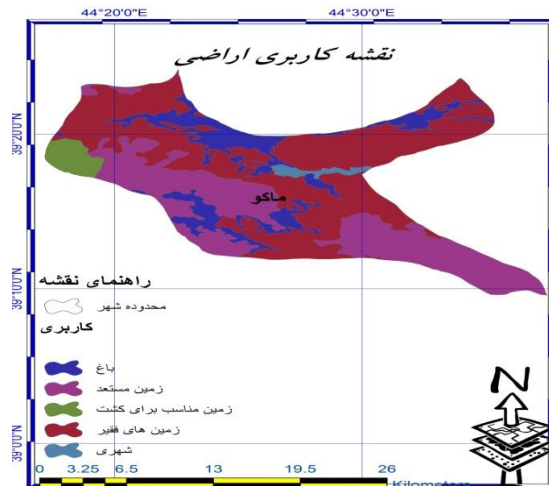 44°20'0"E 44°30'0"E
نقشه کاربری اراضی
39°20'
ماکو
39°10'0"N
راهنمای نقشه
محدوده شهر
کاربری
باغ
زمین مستعد
زمین مناسب برای کشت
زمین های فقیر
شهری
39°0'0"N
N
0 3.25 6.5 13 19.5 26
Kilometers